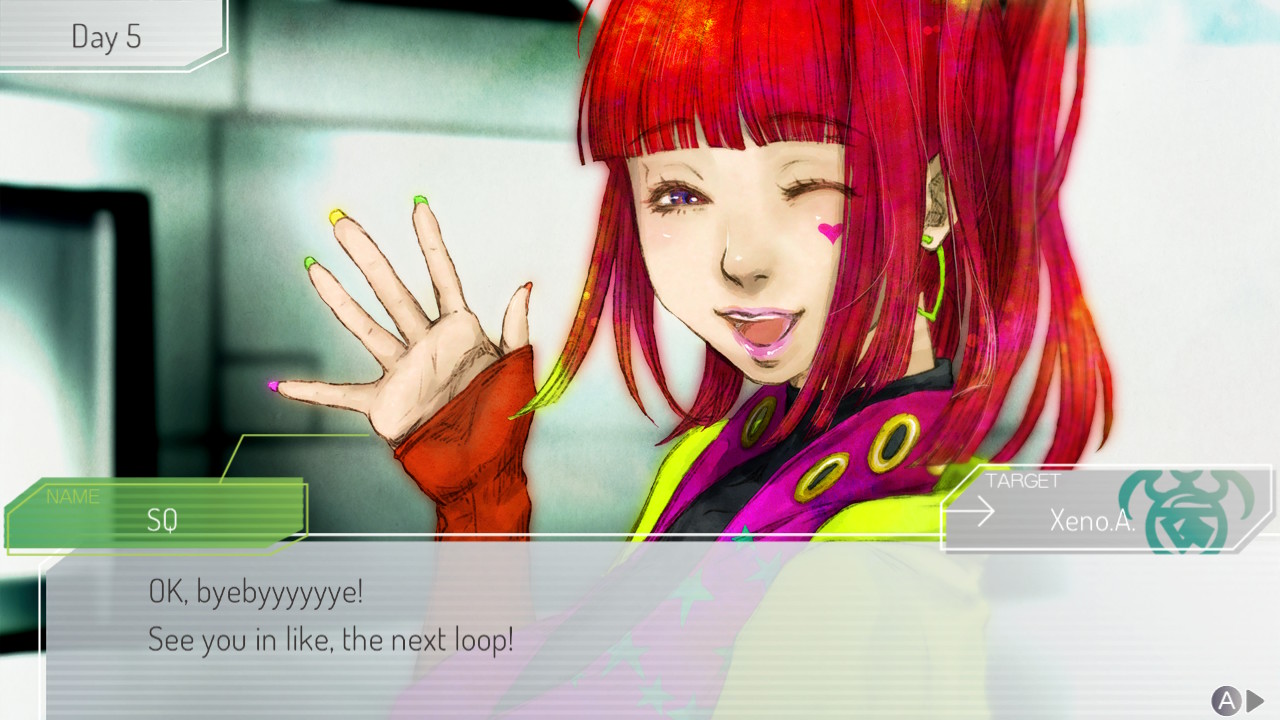 Day 5
NAME
SQ
TARGET
Xeno.A.
OK, byebyyyyyye!
See you in like, the next loop!
A